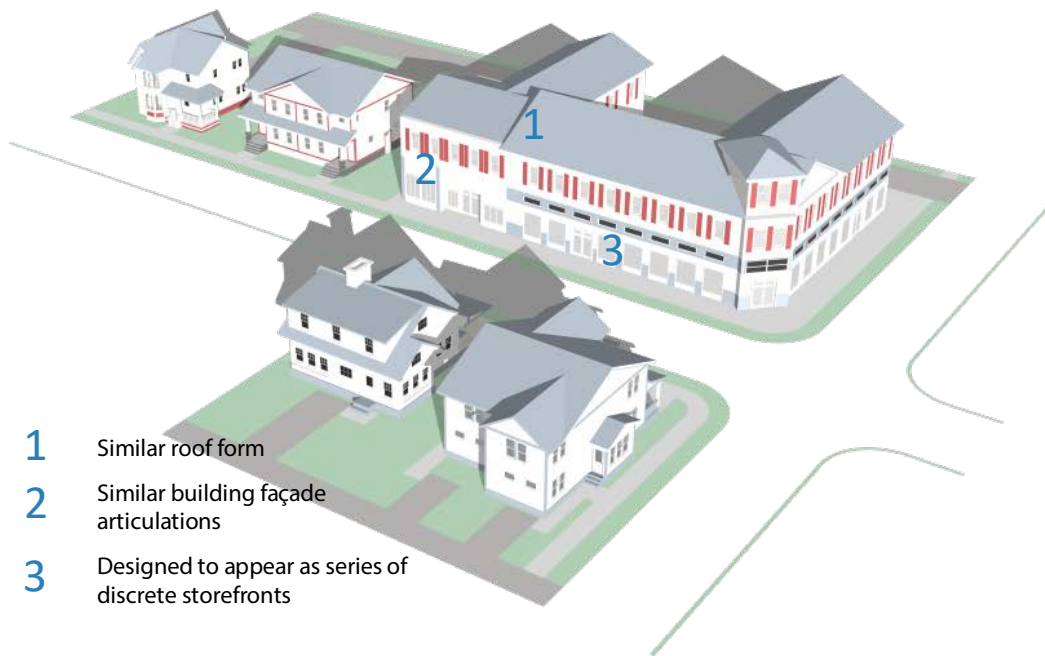 1
2
3
1 Similar roof form
2 Similar building façade
articulations
3 Designed to appear as series of
discrete storefronts